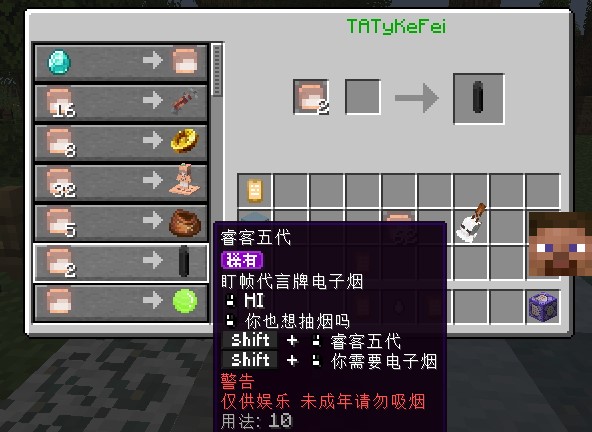 TATyKeFei
16
8
32
5
2
2
睿客五代
稀有
盯帧代言牌电子烟
HI
你也想抽烟吗
Shift + 睿客五代
Shift + 你需要电子烟
警告
仅供娱乐 未成年请勿吸烟
用法: 10